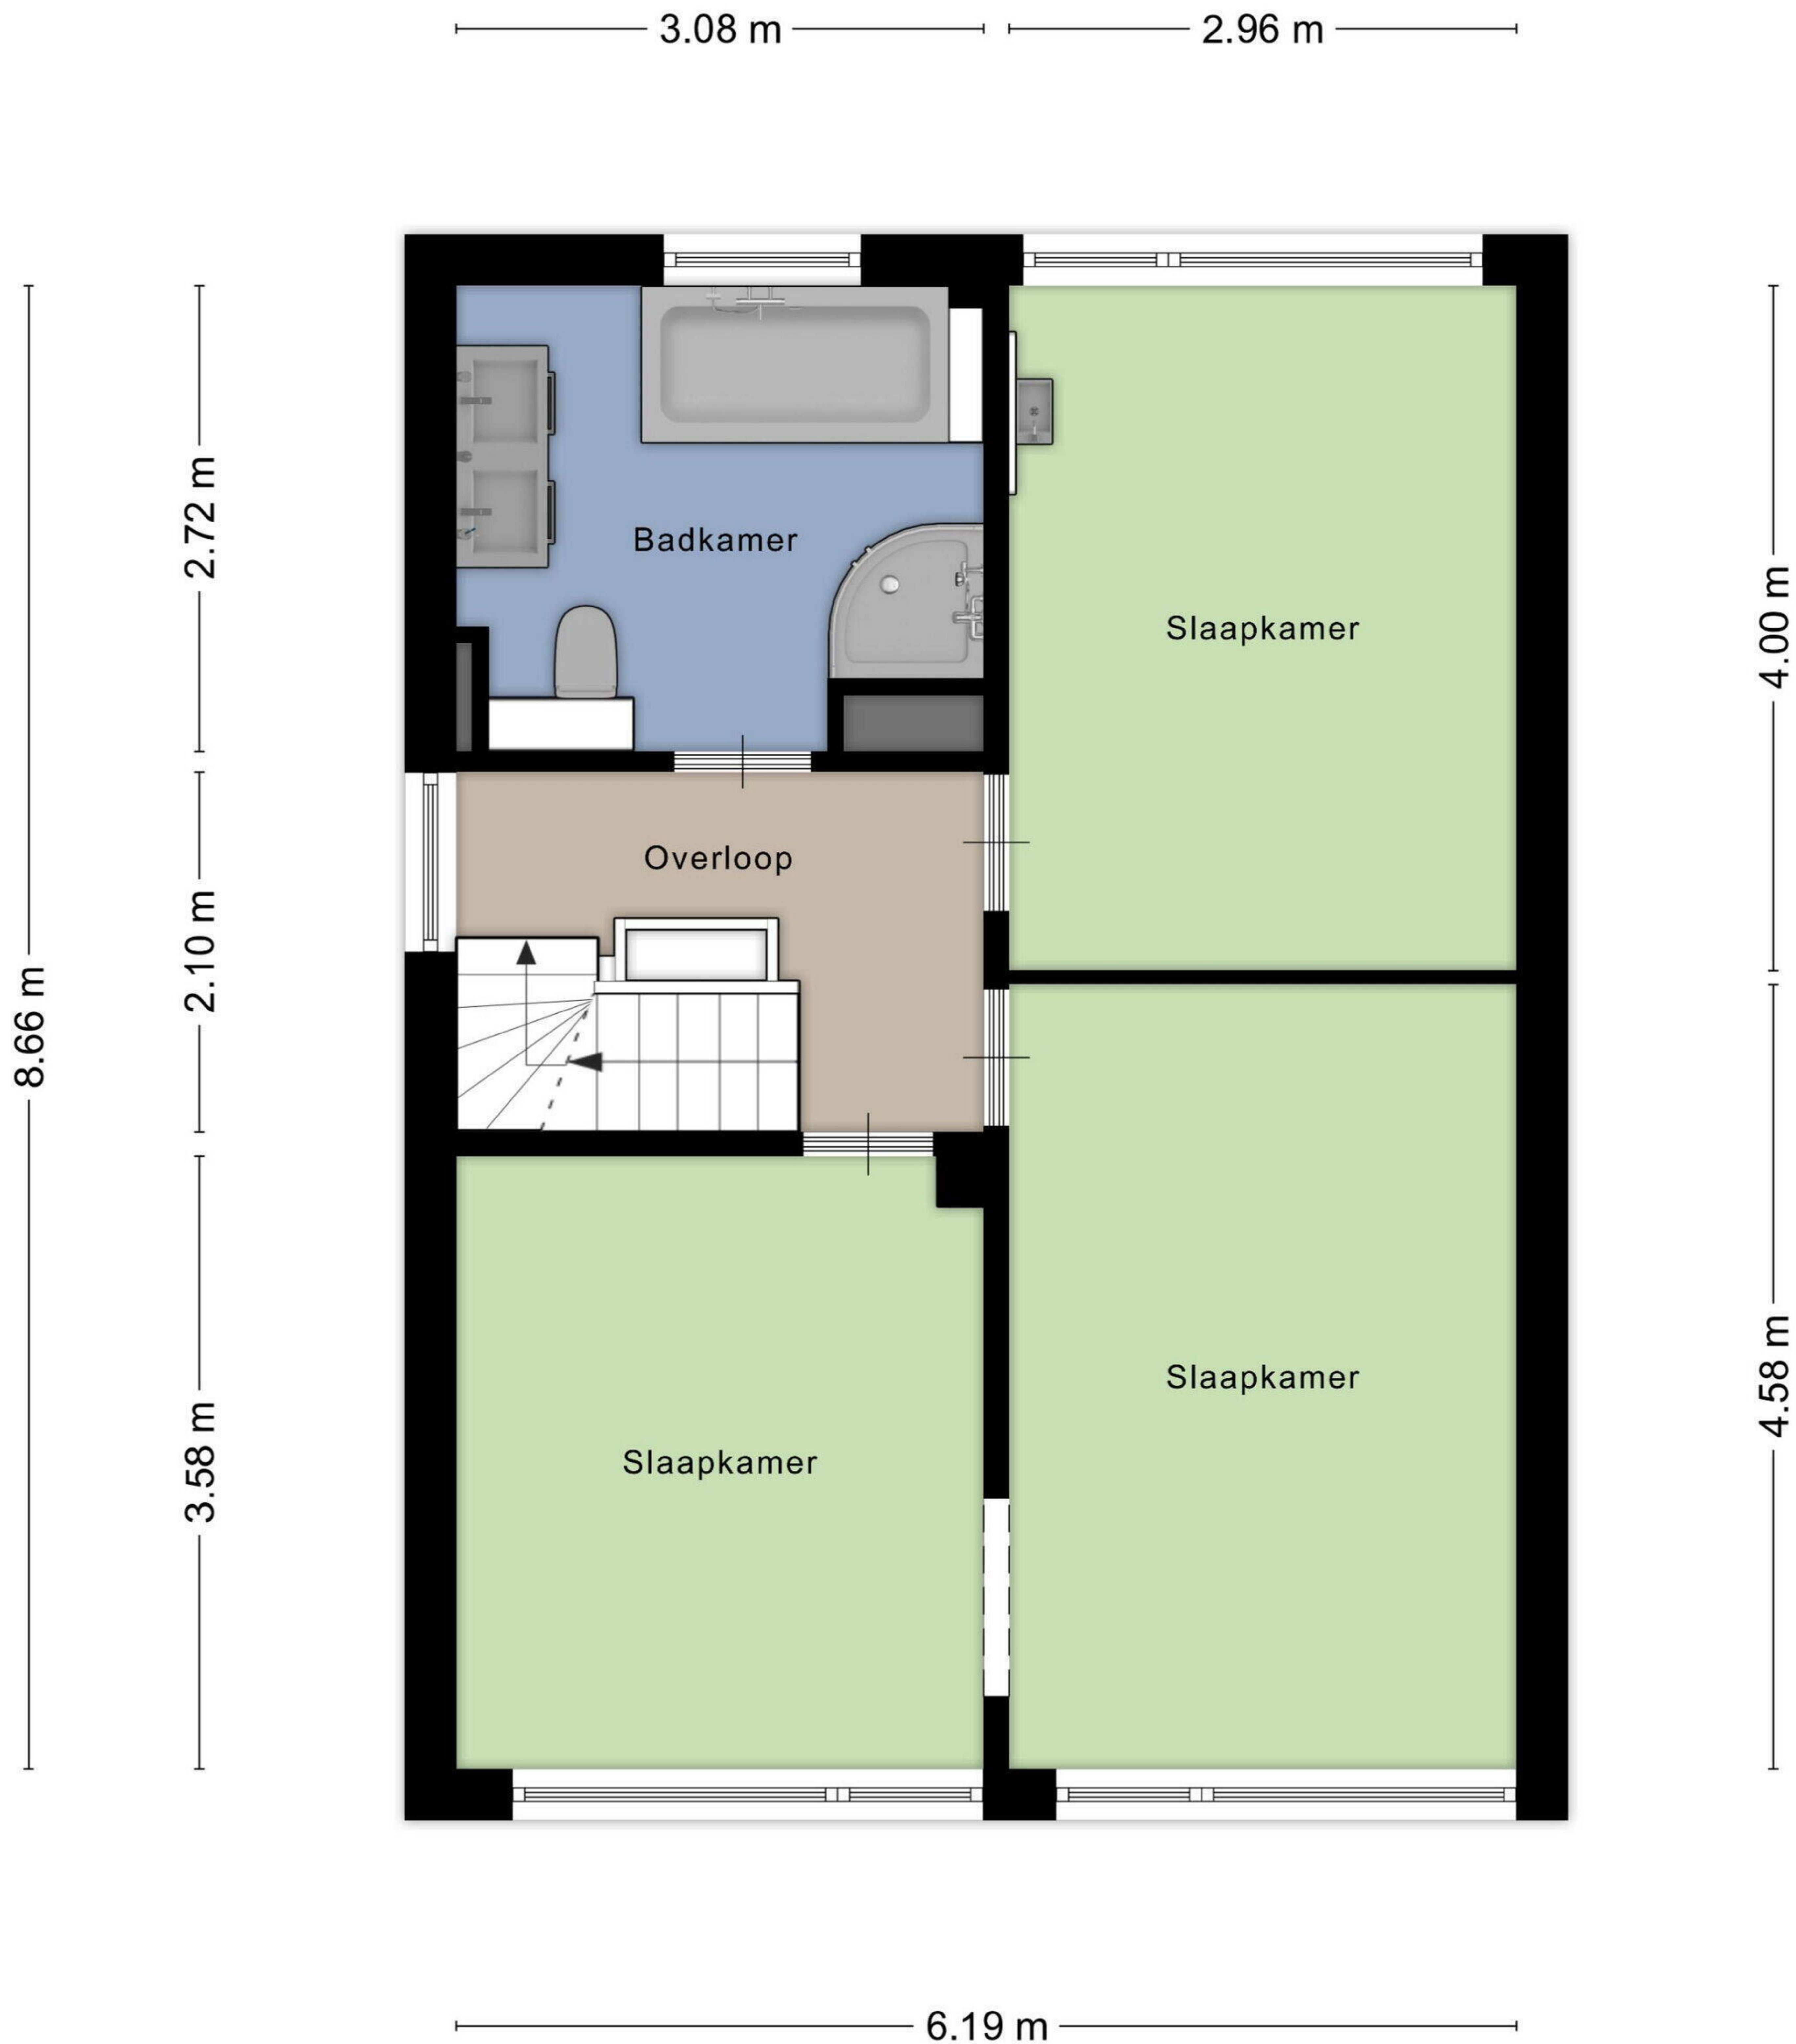 3.08 m
2.96 m
Badkamer
Slaapkamer
2.72 m
4.00 m
Overloop
2.10 m
8.66 m
Slaapkamer
Slaapkamer
3.58 m
4.58 m
6.19 m